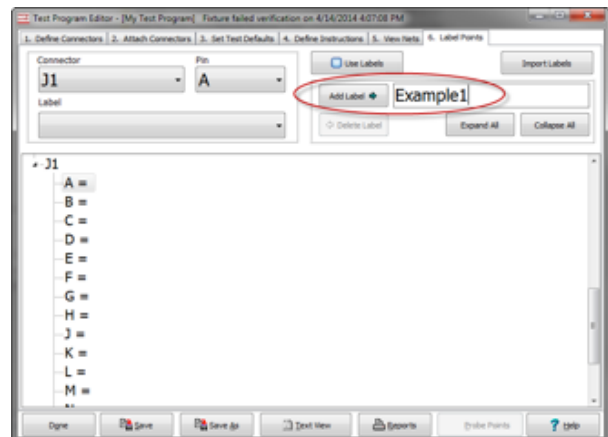 Test Program Editor - [My Test Program[ Fixture failed verification on 4/14/2014 4:07:08 PM
1. Define Connectors 2. Attach Connectors 3. Set Test Defaults 4. Define Instructions 5. View Nets 6. Label Points
Connector Pin Use Labels Import Labels
J1 A
Add Label Example1
Label
Delete Label Expand All Collapse All
J1
A =
B =
C =
D =
E =
F =
G =
H =
J =
K =
L =
M =
Done Save Save As Text View Reports Probe Points ? Help